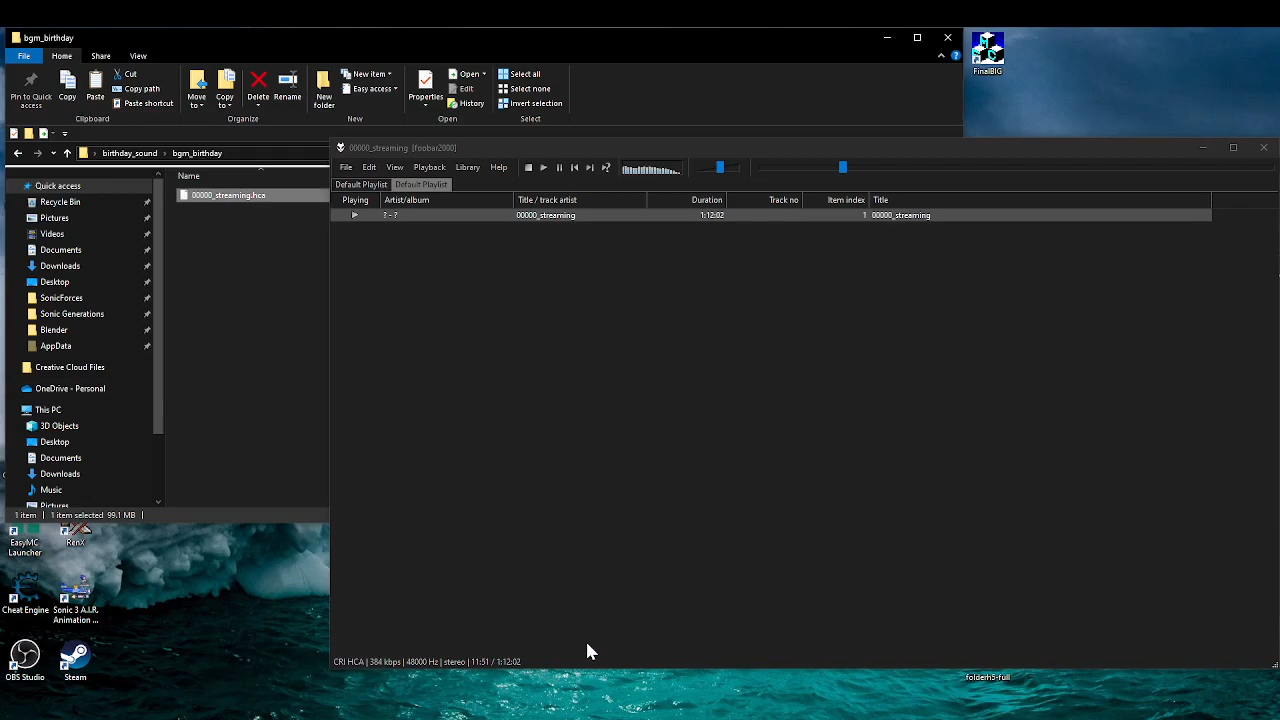 bgm_birthday
FinalBIG
File Home Share View
Pin to Quick access
Copy
Paste
Cut
Copy path
Paste shortcut
Clipboard
Move to
Copy to
Delete
Rename
Organize
New folder
New item
Easy access
New
Properties
Open
Edit
History
Open
Select all
Select none
Invert selection
Select
birthday_sound > bgm_birthday
Name
00000_streaming.hca
Quick access
Recycle Bin
Pictures
Videos
Documents
Downloads
Desktop
SonicForces
Sonic Generations
Blender
AppData
Creative Cloud Files
OneDrive - Personal
This PC
3D Objects
Desktop
Documents
Downloads
Music
Pictures
1 item 1 item selected 99.1 MB
00000_streaming [foobar2000]
File Edit View Playback Library Help
Default Playlist Default Playlist
Playing Artist/album Title / track artist Duration Track no Item index Title
? - ? 00000_streaming 1:12:02 1 00000_streaming
CRI HCA | 384 kbps | 48000 Hz | stereo | 11:51 / 1:12:02
EasyMC Launcher
RenX
Cheat Engine
Sonic 3 A.I.R. Animation ...
OBS Studio
Steam
folderh5-full